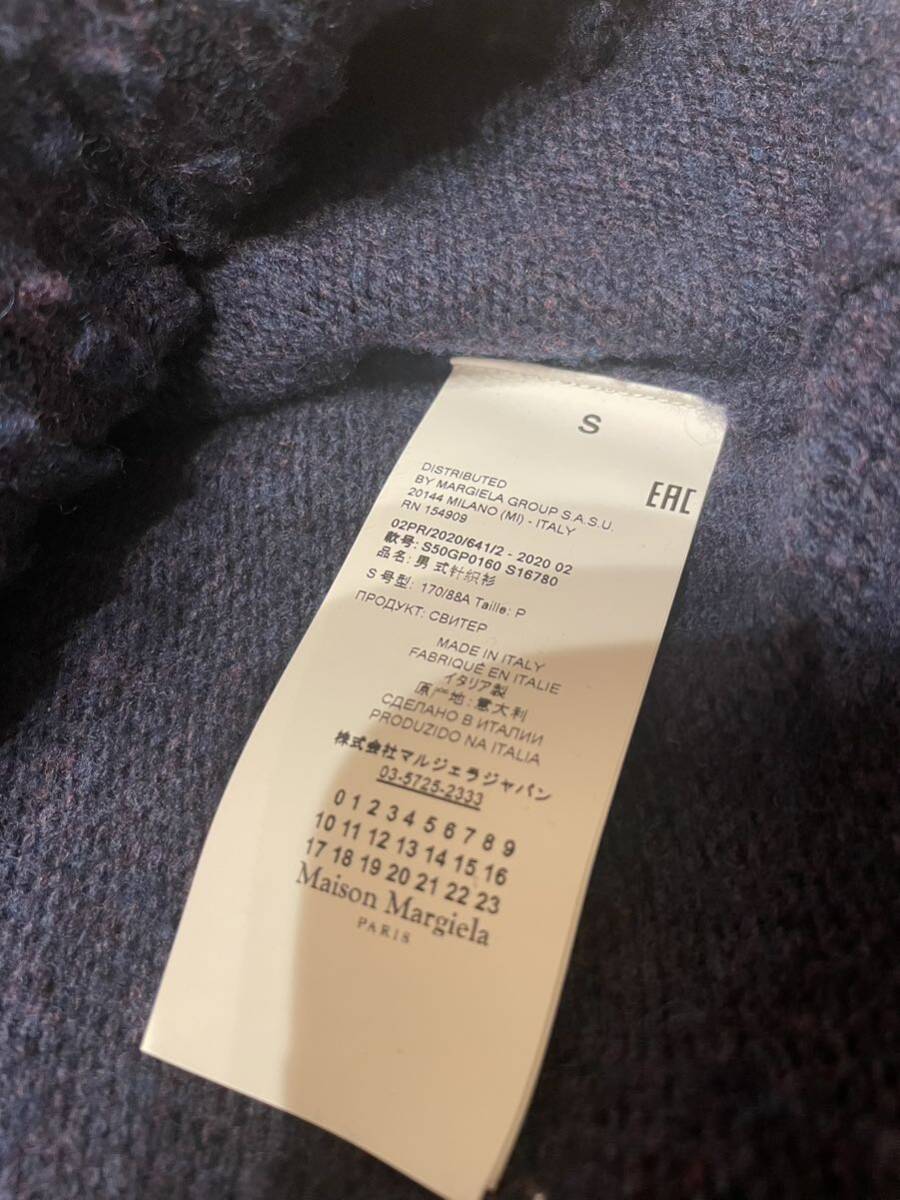 S
EAC
DISTRIBUTED
BY MARGIELA GROUP S.A.S.U.
20144 MILANO (MI) - ITALY
RN 154909
02PR/2020/641/2 - 2020 02
款号: S50GP0160 S16780
品名: 男式针织衫
S 号型: 170/88A Taille: P
ПРОДУКТ: СВИТЕР
MADE IN ITALY
FABRIQUÉ EN ITALIE
イタリア製
原产地: 意大利
СДЕЛАНО В ИТАЛИИ
PRODUZIDO NA ITALIA
株式会社マルジェラジャパン
03-5725-2333
0 1 2 3 4 5 6 7 8 9
10 11 12 13 14 15 16
17 18 19 20 21 22 23
Maison Margiela
PARIS